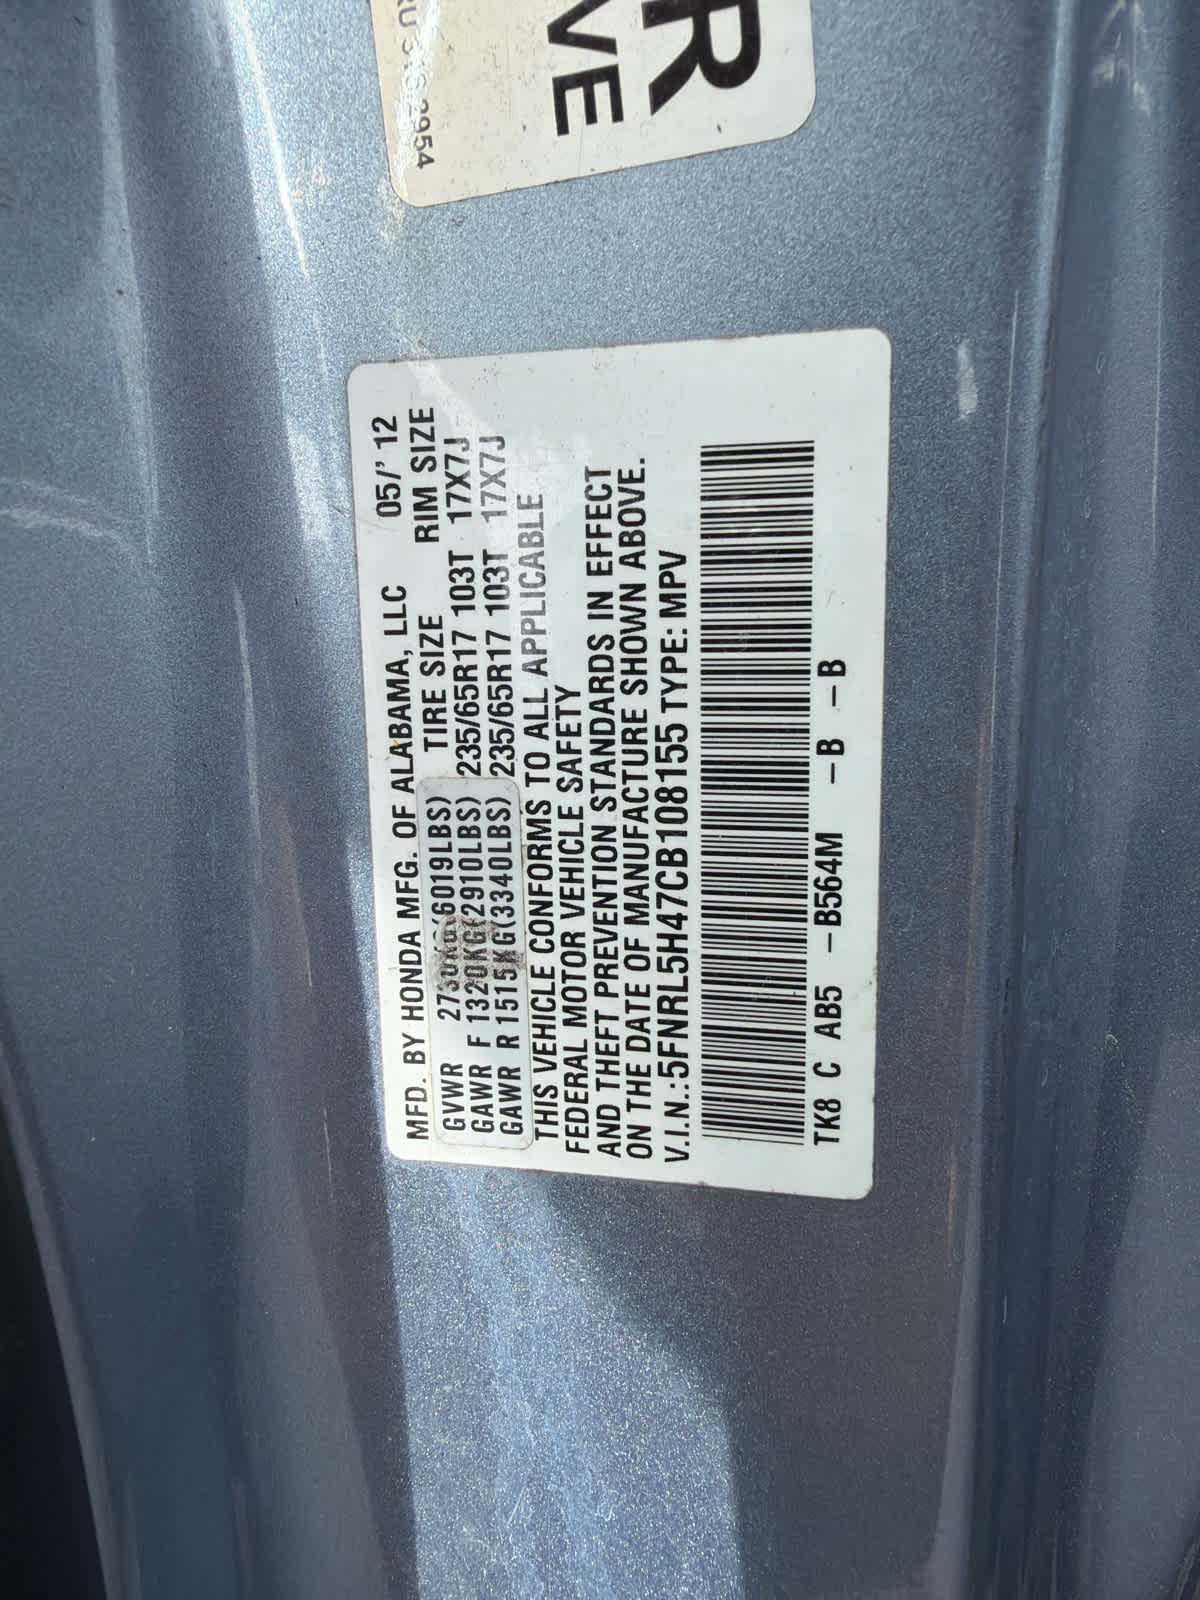 R
VE
2954
MFD. BY HONDA MFG. OF ALABAMA, LLC 05/'12
TIRE SIZE RIM SIZE
GVWR 2730KG(6019LBS)
GAWR F 1320KG(2910LBS) 235/65R17 103T 17X7J
GAWR R 1515KG(3340LBS) 235/65R17 103T 17X7J
THIS VEHICLE CONFORMS TO ALL APPLICABLE
FEDERAL MOTOR VEHICLE SAFETY
AND THEFT PREVENTION STANDARDS IN EFFECT
ON THE DATE OF MANUFACTURE SHOWN ABOVE.
V.I.N.:5FNRL5H47CB108155 TYPE: MPV
TK8 C AB5 -B564M -B -B